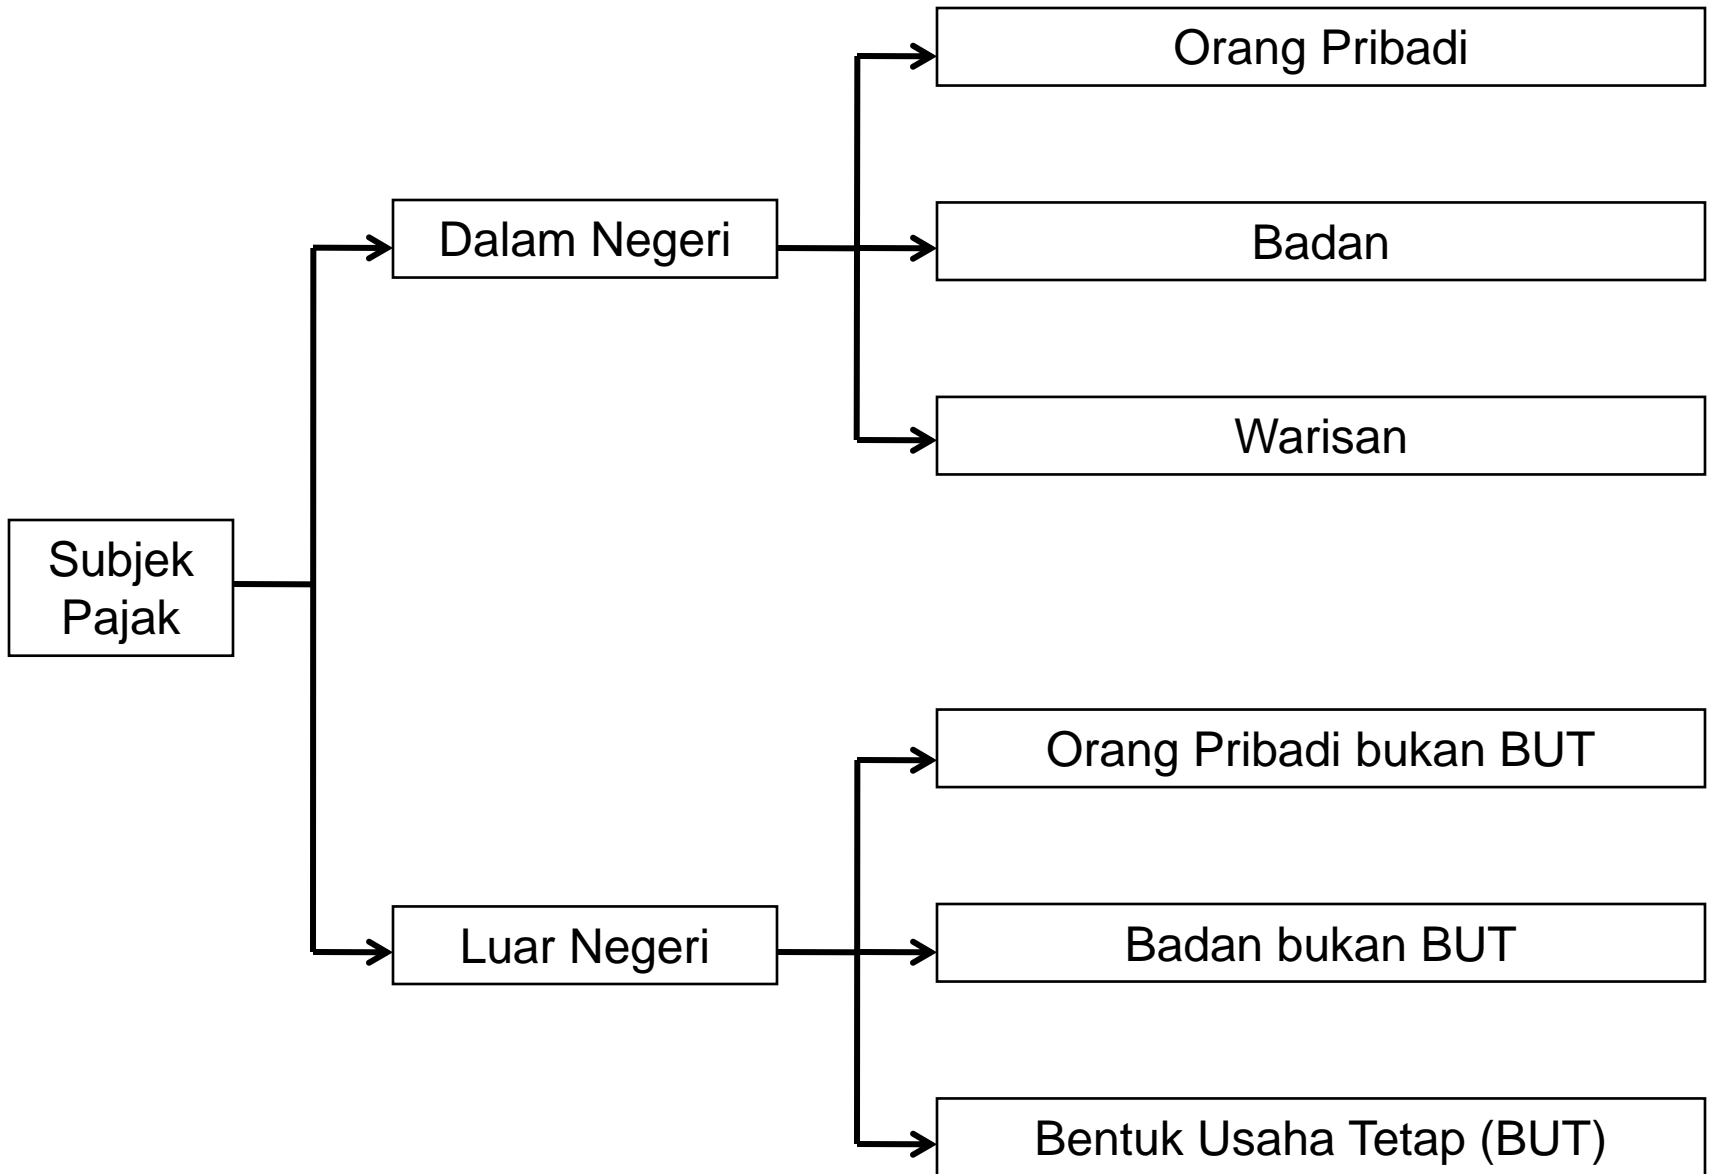 Orang Pribadi
Dalam Negeri
Badan
Warisan
Subjek
Pajak
Orang Pribadi bukan BUT
Luar Negeri
Badan bukan BUT
Bentuk Usaha Tetap (BUT)